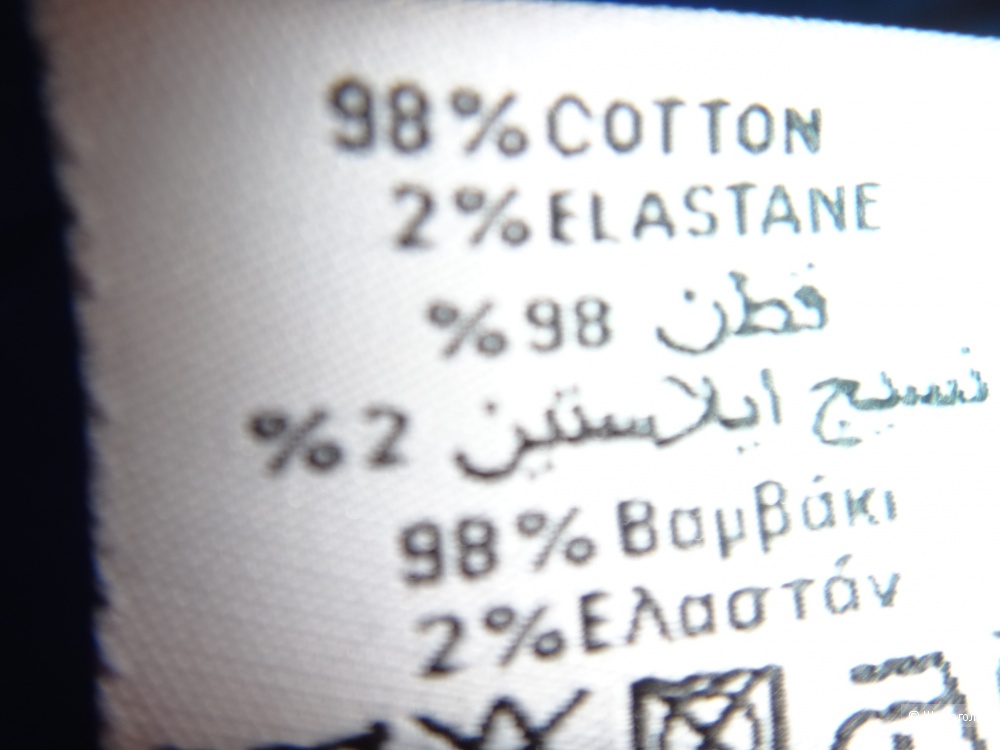 98% COTTON
2% ELASTANE
%98 قطن
%2 نسيج ايلاستين
98% Βαμβάκι
2% Ελαστάν